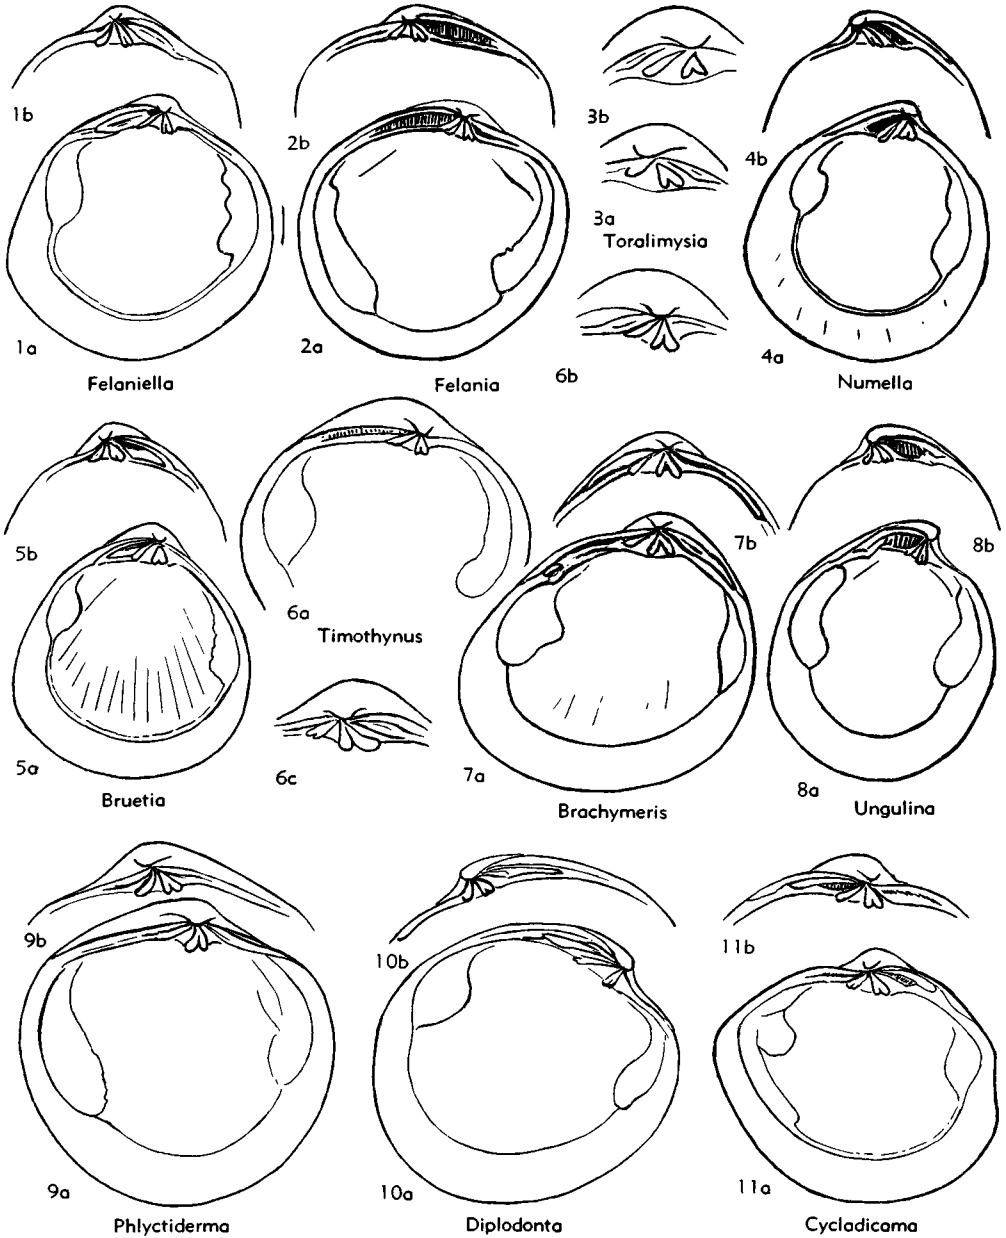 1b
2b
3b
4b
3a
Toralimysia
1a
2a
6b
4a
Felaniella
Felania
Numella
5b
6a
7b
8b
Timothynus
5a
6c
7a
8a
Bruetia
Brachymeris
Ungulina
9b
10b
11b
9a
10a
11a
Phlyctiderma
Diplodonta
Cycladicama